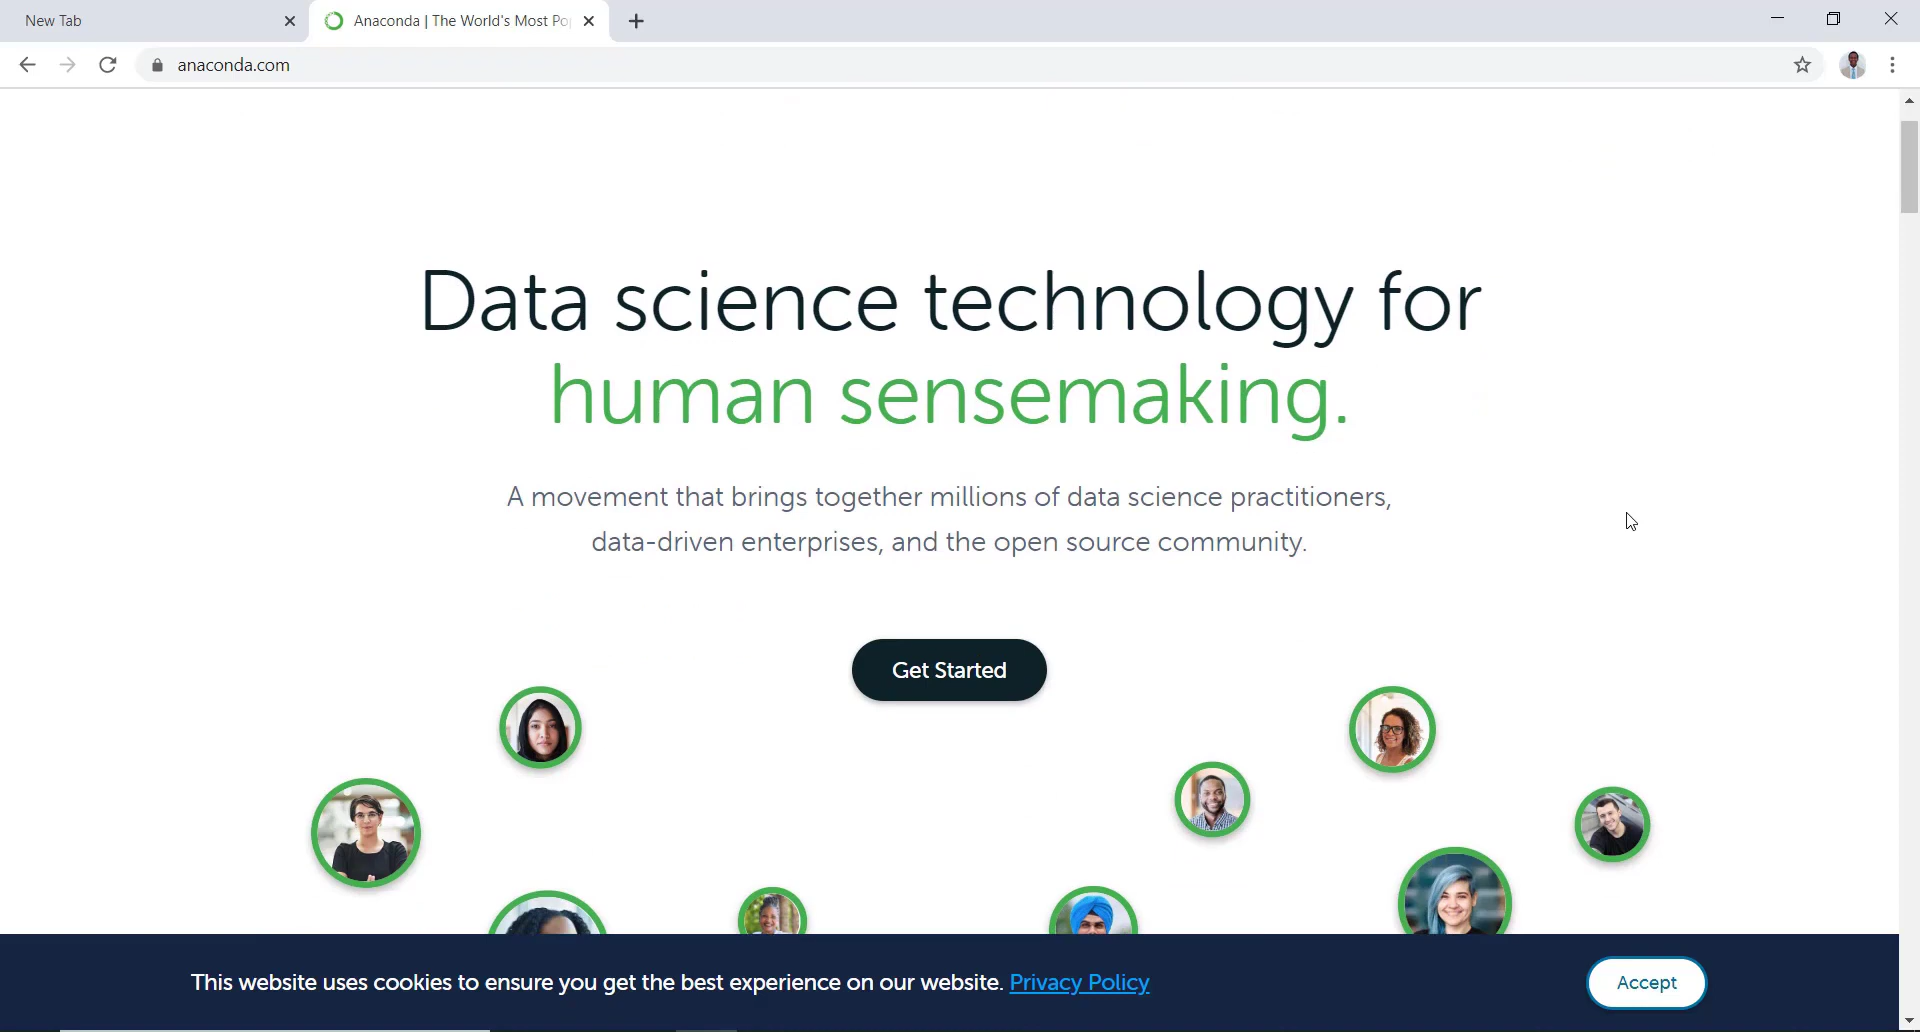 New Tab
Anaconda | The World's Most Po
anaconda.com
Data science technology for
human sensemaking.
A movement that brings together millions of data science practitioners,
data-driven enterprises, and the open source community.
Get Started
This website uses cookies to ensure you get the best experience on our website. Privacy Policy
Accept